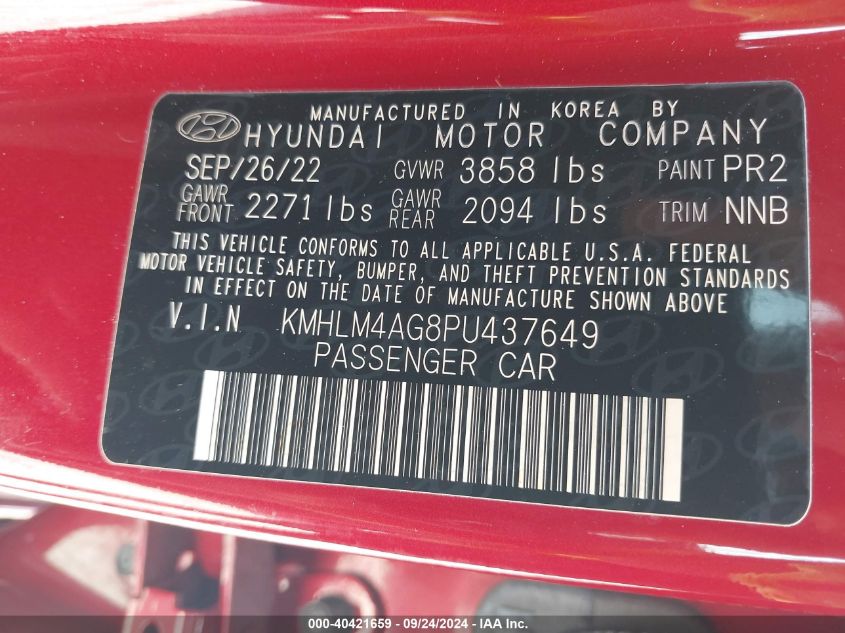 MANUFACTURED IN KOREA BY
HYUNDAI MOTOR COMPANY
SEP/26/22 GVWR 3858 lbs PAINT PR2
GAWR FRONT 2271 lbs GAWR REAR 2094 lbs TRIM NNB
THIS VEHICLE CONFORMS TO ALL APPLICABLE U.S.A. FEDERAL
MOTOR VEHICLE SAFETY, BUMPER, AND THEFT PREVENTION STANDARDS
IN EFFECT ON THE DATE OF MANUFACTURE SHOWN ABOVE
V.I.N KMHLM4AG8PU437649
PASSENGER CAR
000-40421659 - 09/24/2024 - IAA Inc.